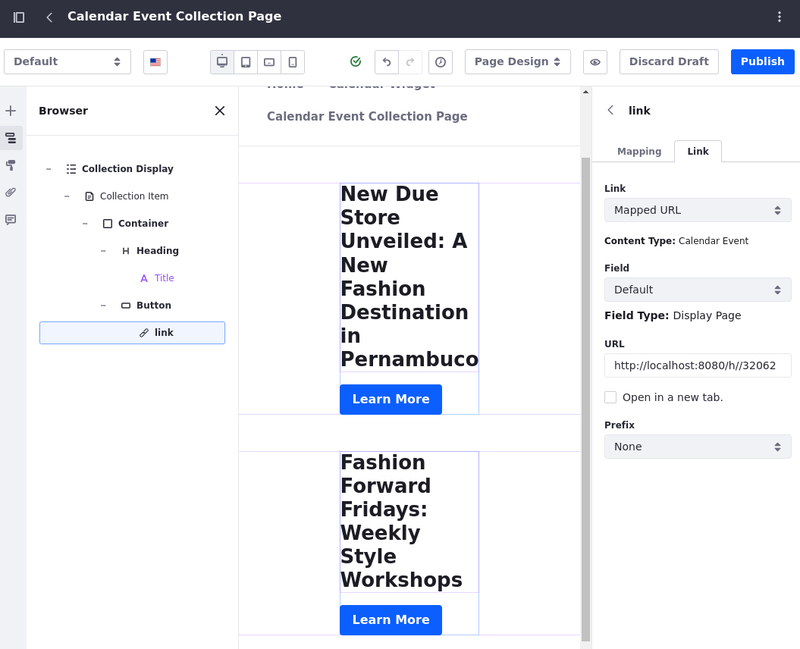 Calendar Event Collection Page
Default
Page Design
Discard Draft
Publish
Browser
Collection Display
Collection Item
Container
Heading
Title
Button
link
Home
Calendar Widget
Calendar Event Collection Page
New Due
Store
Unveiled: A
New
Fashion
Destination
in
Pernambuco
Learn More
Fashion
Forward
Fridays:
Weekly
Style
Workshops
Learn More
link
Mapping
Link
Link
Mapped URL
Content Type: Calendar Event
Field
Default
Field Type: Display Page
URL
http://localhost:8080/h//32062
Open in a new tab.
Prefix
None